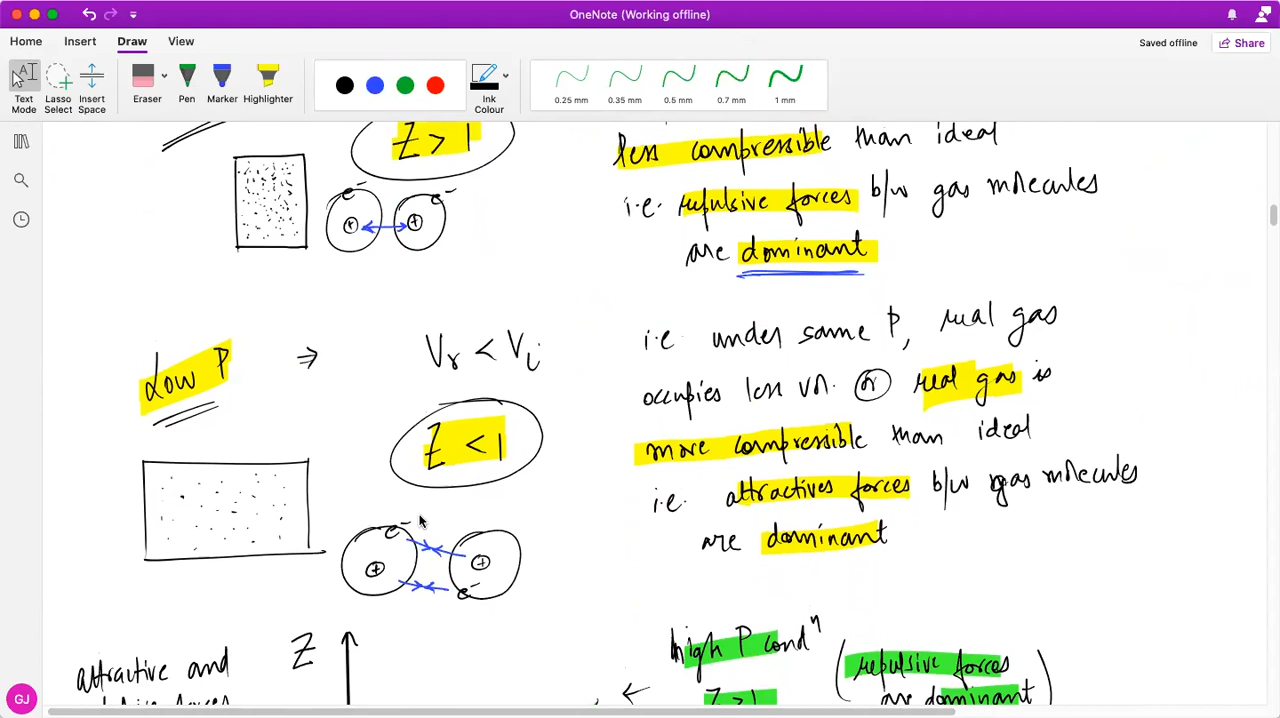 OneNote (Working offline)
Home Insert Draw View
Saved offline
Share
Text Mode
Lasso Select
Insert Space
Eraser
Pen
Marker
Highlighter
Ink Colour
0.25 mm 0.35 mm 0.5 mm 0.7 mm 1 mm
Z > 1
less compressible than ideal
i.e. repulsive forces b/w gas molecules
are dominant
e⁻ e⁻
+ +
Low P ⇒ Vr < Vi
Z < 1
i.e. under same P, real gas
occupies less vol. or real gas is
more compressible than ideal
i.e. attractives forces b/w gas molecules
are dominant
e⁻
+ +
e⁻
attractive and
forces
Z
high P condⁿ
Z > 1
(repulsive forces
are dominant)
GJ